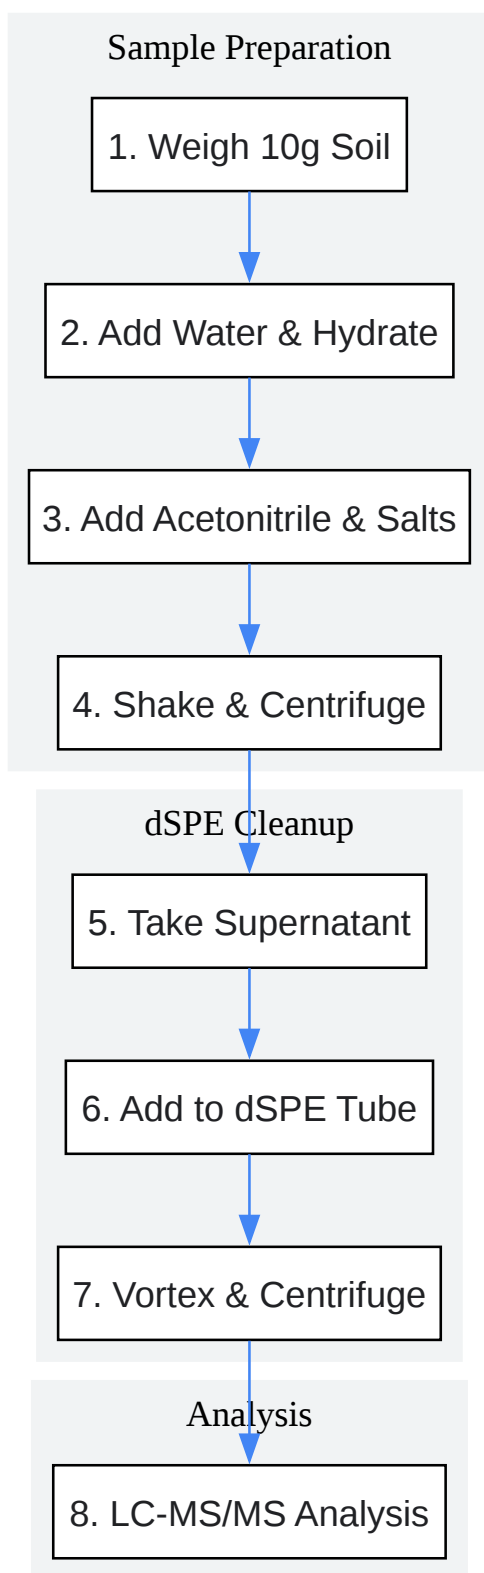 Sample Preparation
1. Weigh 10g Soil
2. Add Water & Hydrate
3. Add Acetonitrile & Salts
4. Shake & Centrifuge
dSPE Cleanup
5. Take Supernatant
6. Add to dSPE Tube
7. Vortex & Centrifuge
Analysis
8. LC-MS/MS Analysis